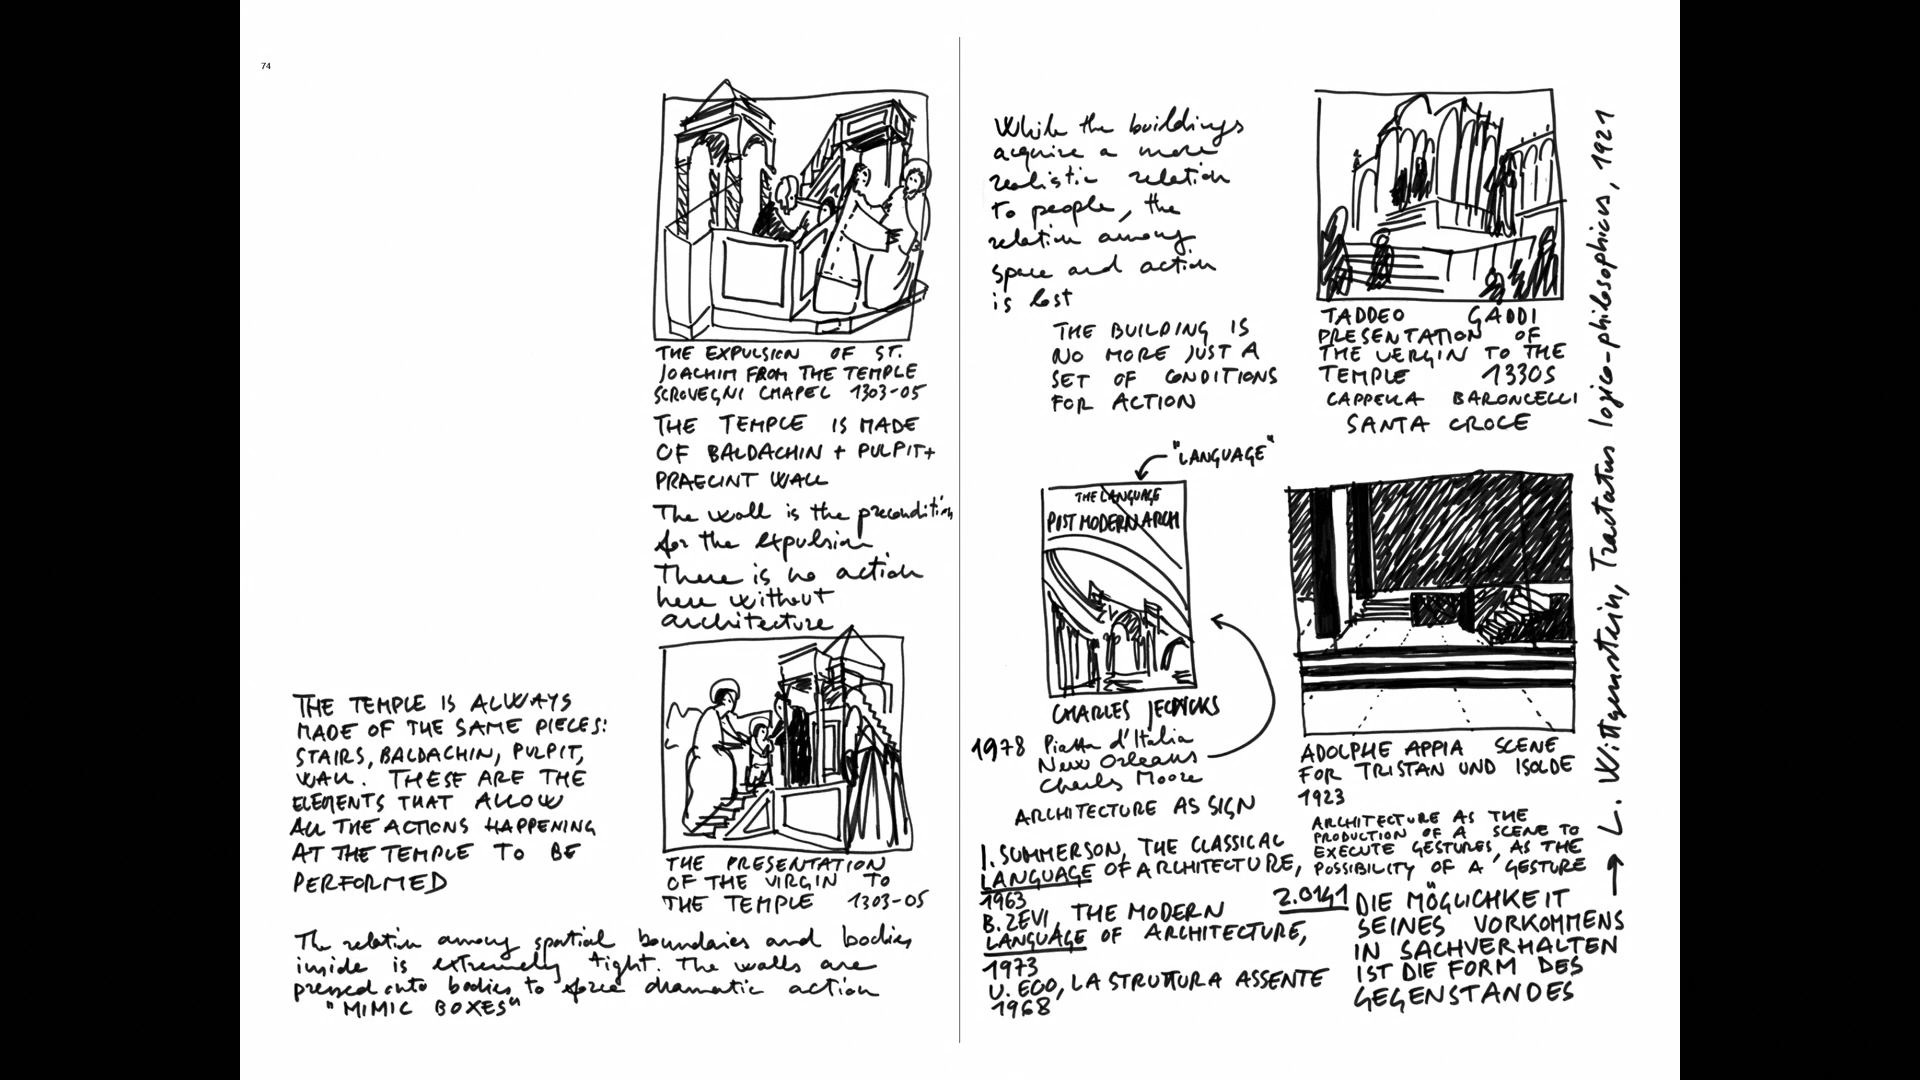 74
THE EXPULSION OF ST.
JOACHIM FROM THE TEMPLE
SCROVEGNI CHAPEL 1303-05
THE TEMPLE IS MADE
OF BALDACHIN + PULPIT +
PRAECINT WALL
The wall is the precondition
for the expulsion
There is no action
here without
architecture
THE TEMPLE IS ALWAYS
MADE OF THE SAME PIECES:
STAIRS, BALDACHIN, PULPIT,
WALL. THESE ARE THE
ELEMENTS THAT ALLOW
ALL THE ACTIONS HAPPENING
AT THE TEMPLE TO BE
PERFORMED
THE PRESENTATION
OF THE VIRGIN TO
THE TEMPLE 1303-05
The relation among spatial boundaries and bodies
inside is extremely tight. The walls are
pressed onto bodies to force dramatic action
"MIMIC BOXES"
While the buildings
acquire a more
realistic relation
to people, the
relation among
space and action
is lost
THE BUILDING IS
NO MORE JUST A
SET OF CONDITIONS
FOR ACTION
TADDEO GADDI
PRESENTATION OF
THE VERGIN TO THE
TEMPLE 1330S
CAPPELLA BARONCELLI
SANTA CROCE
"LANGUAGE"
THE LANGUAGE
POST MODERN ARCH
CHARLES JENCKS
1978 Piazza d'Italia
New Orleans
Charles Moore
ARCHITECTURE AS SIGN
J. SUMMERSON, THE CLASSICAL
LANGUAGE OF ARCHITECTURE,
1963
B. ZEVI, THE MODERN
LANGUAGE OF ARCHITECTURE,
1973
U. ECO, LA STRUTTURA ASSENTE
1968
ADOLPHE APPIA SCENE
FOR TRISTAN UND ISOLDE
1923
ARCHITECTURE AS THE
PRODUCTION OF A SCENE TO
EXECUTE GESTURES, AS THE
POSSIBILITY OF A 'GESTURE
2.0141 DIE MÖGLICHKEIT
SEINES VORKOMMENS
IN SACHVERHALTEN
IST DIE FORM DES
GEGENSTANDES
L. Wittgenstein, Tractatus logico-philosophicus, 1921